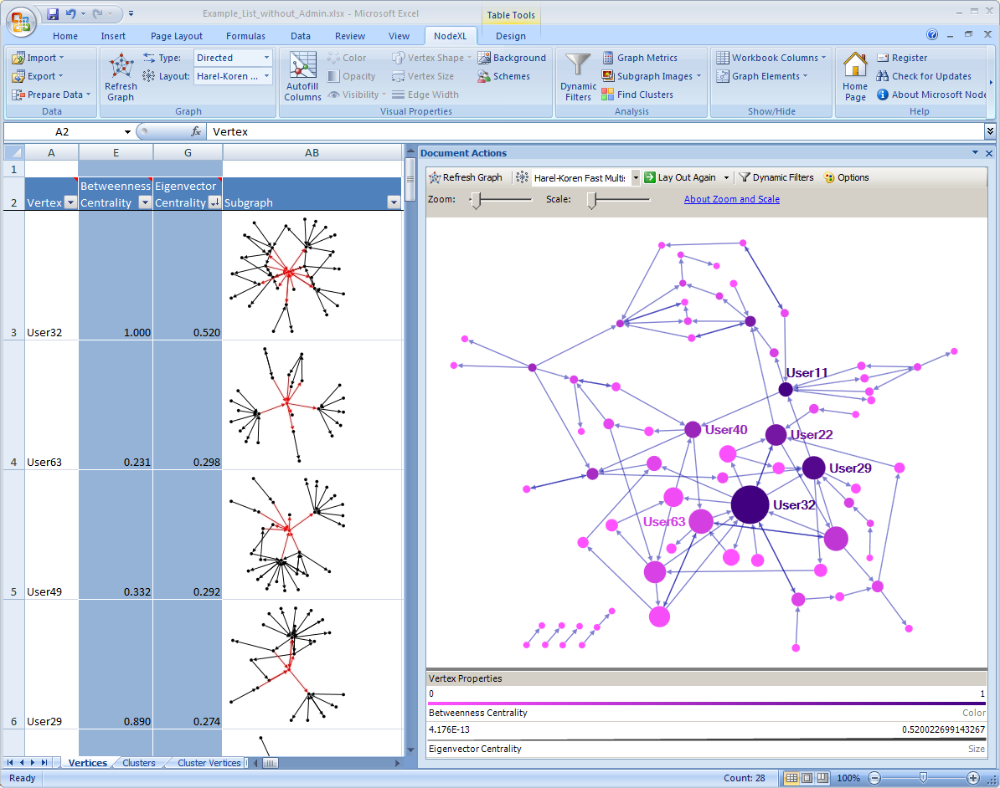 Example_List_without_Admin.xlsx - Microsoft Excel
Table Tools
Home Insert Page Layout Formulas Data Review View NodeXL Design
Import Type: Directed Color Vertex Shape Background Graph Metrics Workbook Columns Register
Export Layout: Harel-Koren ... Opacity Vertex Size Schemes Subgraph Images Graph Elements Check for Updates
Prepare Data Refresh Graph Autofill Columns Visibility Edge Width Dynamic Filters Find Clusters Home Page About Microsoft Node
Data Graph Visual Properties Analysis Show/Hide Help
A2 fx Vertex
A E G AB
Document Actions
1
Refresh Graph Harel-Koren Fast Multis Lay Out Again Dynamic Filters Options
Zoom: Scale: About Zoom and Scale
2 Vertex Betweenness Centrality Eigenvector Centrality Subgraph
3 User32 1.000 0.520
4 User63 0.231 0.298
5 User49 0.332 0.292
6 User29 0.890 0.274
User11
User40
User22
User29
User32
User63
Vertex Properties
0 1
Betweenness Centrality Color
4.176E-13 0.520022699143267
Eigenvector Centrality Size
Vertices Clusters Cluster Vertices
Ready Count: 28 100%